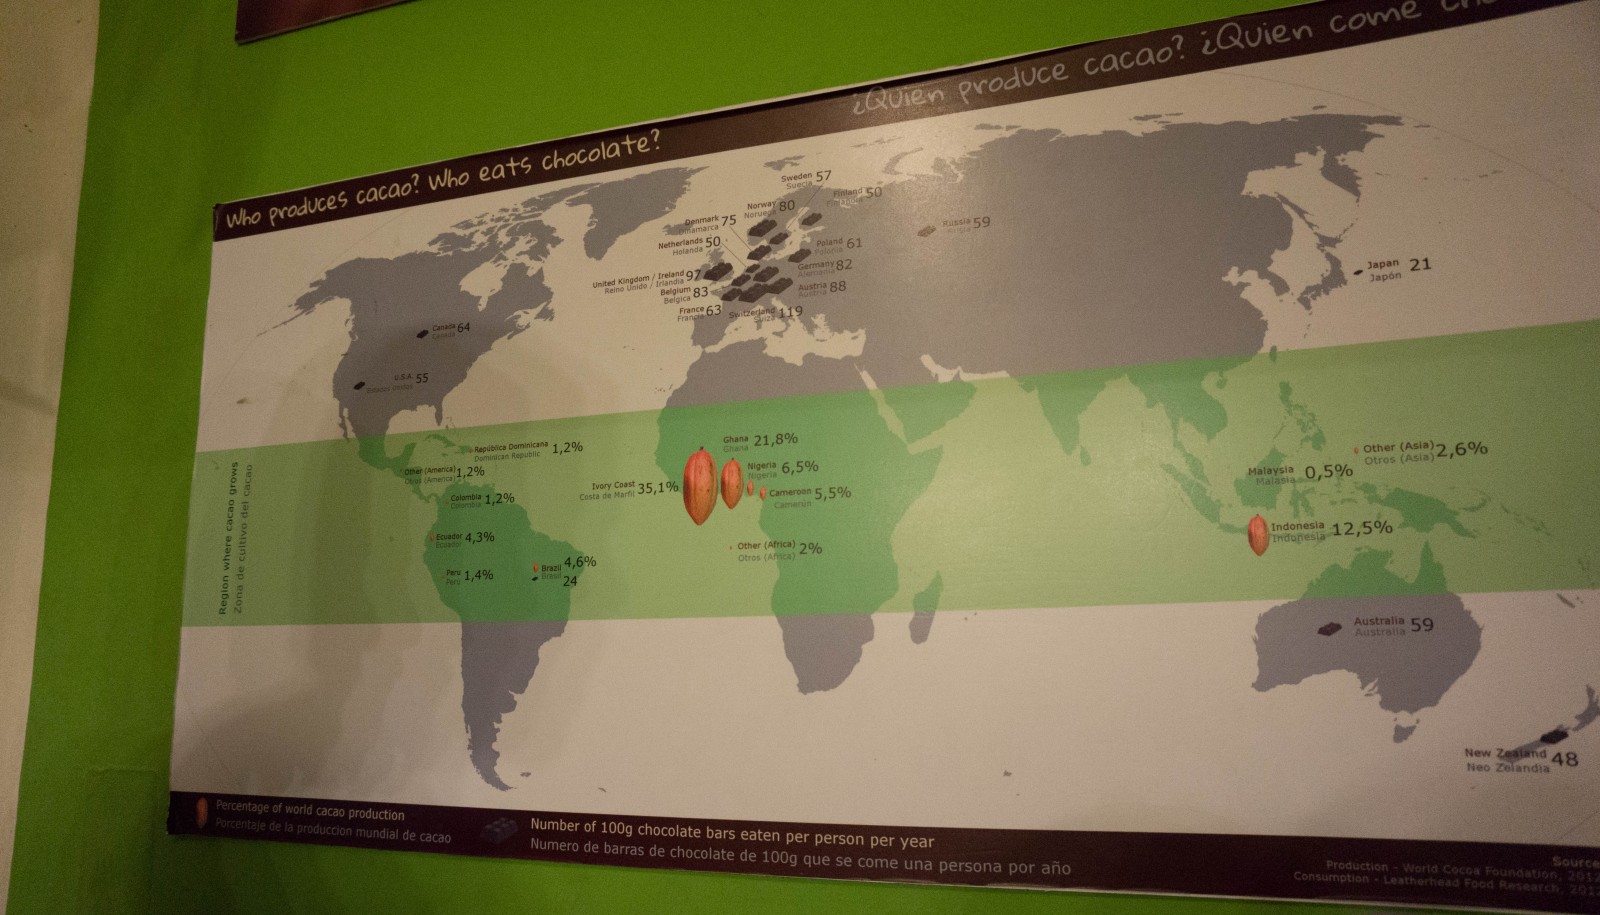 Who produces cacao? Who eats chocolate?
¿Quien produce cacao? ¿Quien come
Sweden 57
Suecia
Finland 50
Norway 80
Noruega
Denmark 75
Dinamarca
Netherlands 50
Holanda
Russia 59
Poland 61
Polonia
United Kingdom / Ireland 97
Reino Unido / Irlandia
Germany 82
Alemania
Belgium 83
Belgica
Austria 88
Austria
France 63
Francia
Switzerland 119
Suiza
Japan 21
Japón
Canada 64
Canada
U.S.A. 55
Estados Unidos
República Dominicana 1,2%
Dominican Republic
Other (America) 1,2%
Otros (America)
Colombia 1,2%
Colombia
Ecuador 4,3%
Ecuador
Peru 1,4%
Peru
Brazil 4,6%
Brasil 24
Ghana 21,8%
Ghana
Nigeria 6,5%
Nigeria
Ivory Coast 35,1%
Costa de Marfil
Cameroon 5,5%
Camerun
Other (Africa) 2%
Otros (Africa)
Other (Asia) 2,6%
Otros (Asia)
Malaysia 0,5%
Malasia
Indonesia 12,5%
Indonesia
Australia 59
Australia
New Zealand 48
Neo Zelandia
Region where cacao grows
Zona de cultivo del cacao
Percentage of world cacao production
Porcentaje de la produccion mundial de cacao
Number of 100g chocolate bars eaten per person per year
Numero de barras de chocolate de 100g que se come una persona por año
Source
Production - World Cocoa Foundation, 2012
Consumption - Leatherhead Food Research, 201